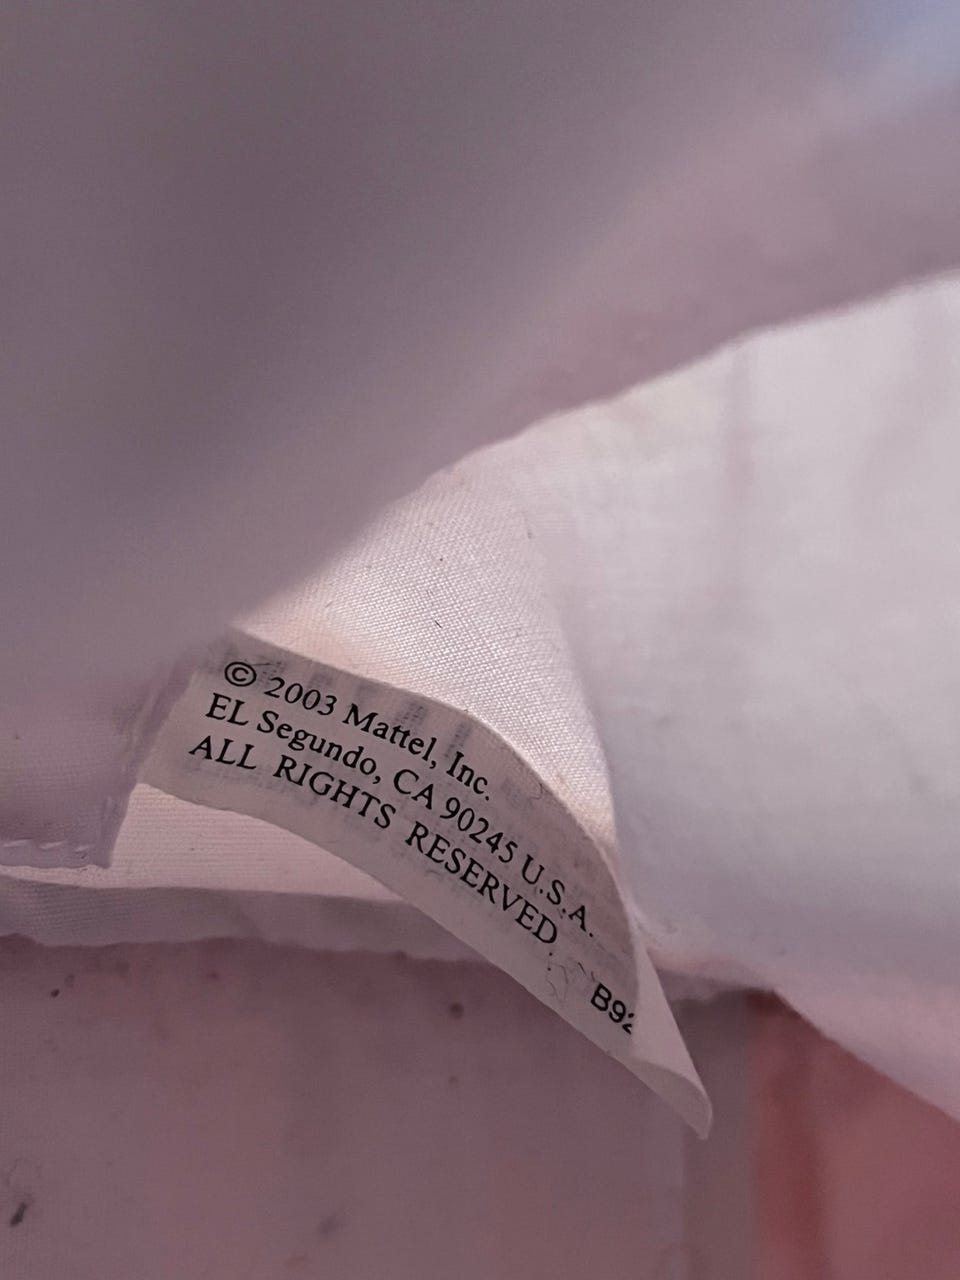 © 2003 Mattel, Inc.
EL Segundo, CA 90245 U.S.A.
ALL RIGHTS RESERVED